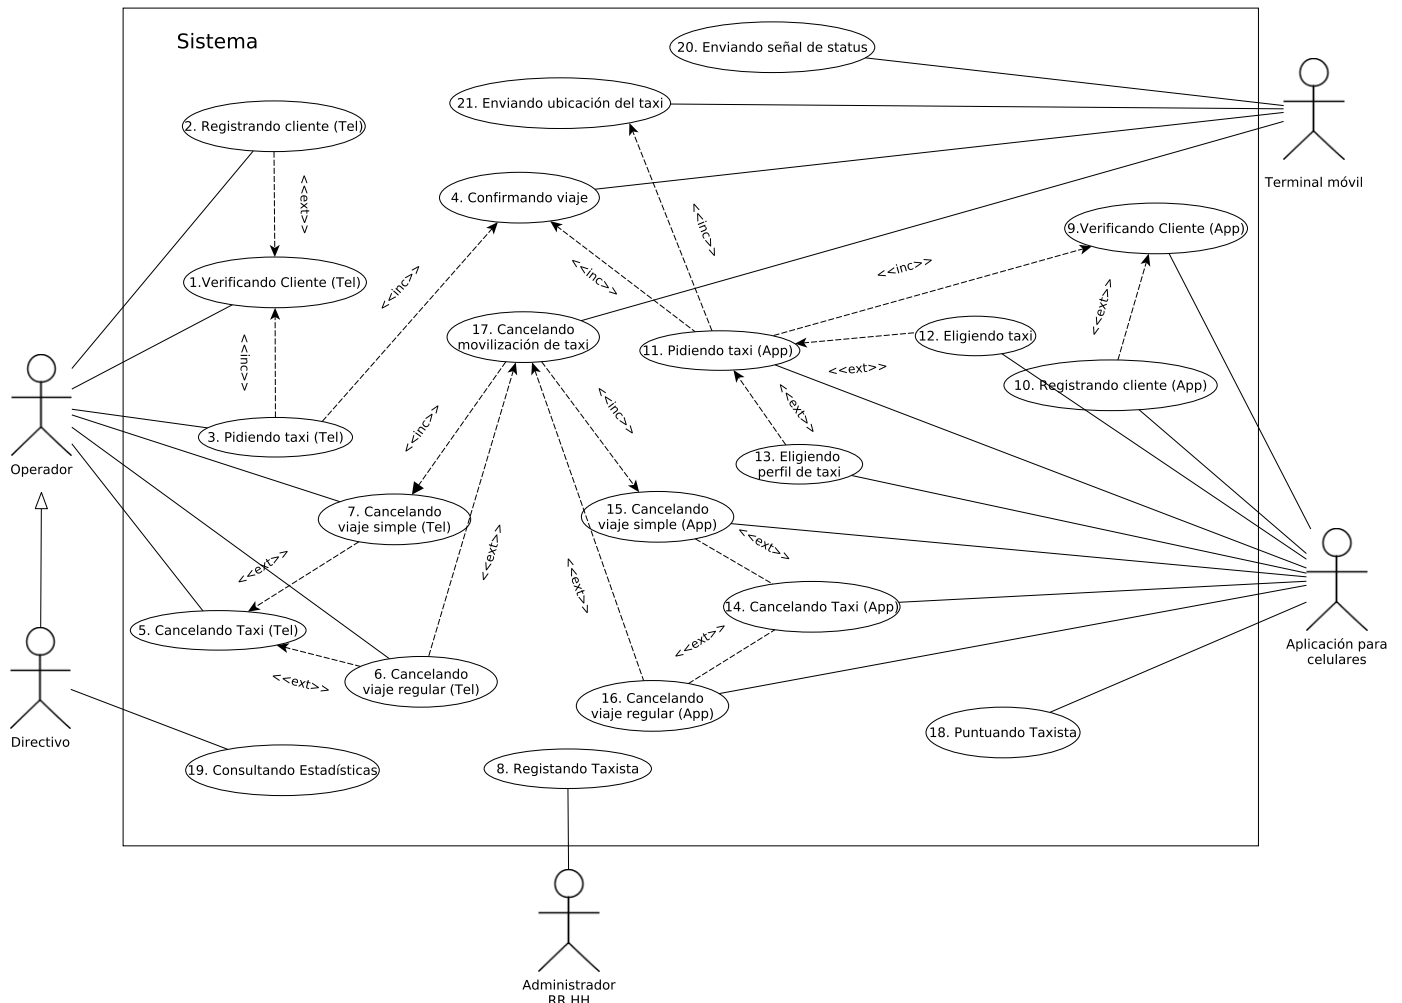 Sistema
20. Enviando señal de status
21. Enviando ubicación del taxi
2. Registrando cliente (Tel)
Terminal móvil
<<ext>>
4. Confirmando viaje
<<inc>>
9.Verificando Cliente (App)
1.Verificando Cliente (Tel)
<<inc>>
<<inc>>
<<inc>>
<<ext>>
17. Cancelando
movilización de taxi
11. Pidiendo taxi (App)
12. Eligiendo taxi
<<inc>>
<<ext>>
10. Registrando cliente (App)
<<inc>>
<<inc>>
<<ext>>
3. Pidiendo taxi (Tel)
Operador
13. Eligiendo
perfil de taxi
7. Cancelando
viaje simple (Tel)
15. Cancelando
viaje simple (App)
<<ext>>
<<ext>>
<<ext>>
<<ext>>
14. Cancelando Taxi (App)
5. Cancelando Taxi (Tel)
<<ext>>
Aplicación para
celulares
<<ext>>
6. Cancelando
viaje regular (Tel)
16. Cancelando
viaje regular (App)
Directivo
18. Puntuando Taxista
19. Consultando Estadísticas
8. Registando Taxista
Administrador
RR.HH